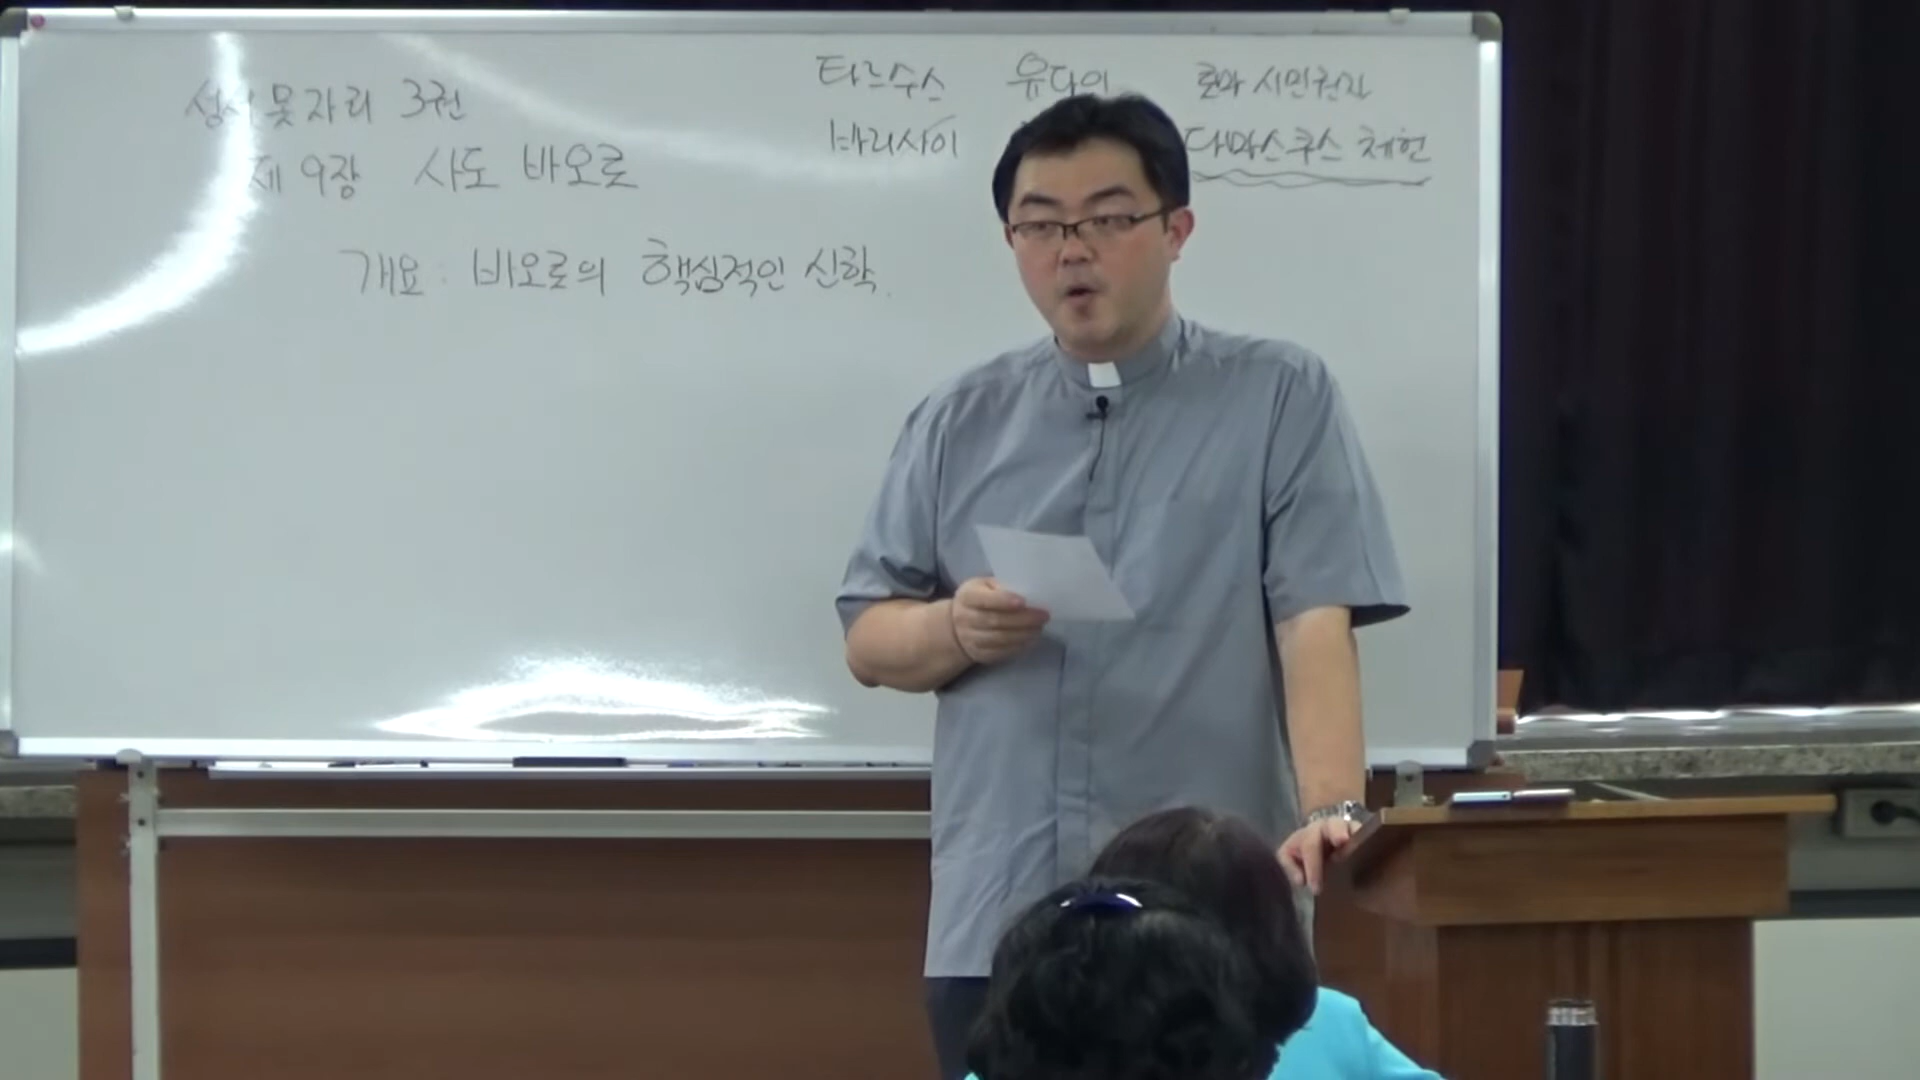 성서못자리 3권
제 9장 사도 바오로
개요: 바오로의 핵심적인 신학.
타르수스 유다인 로마 시민권자
바리사이 다마스쿠스 체험